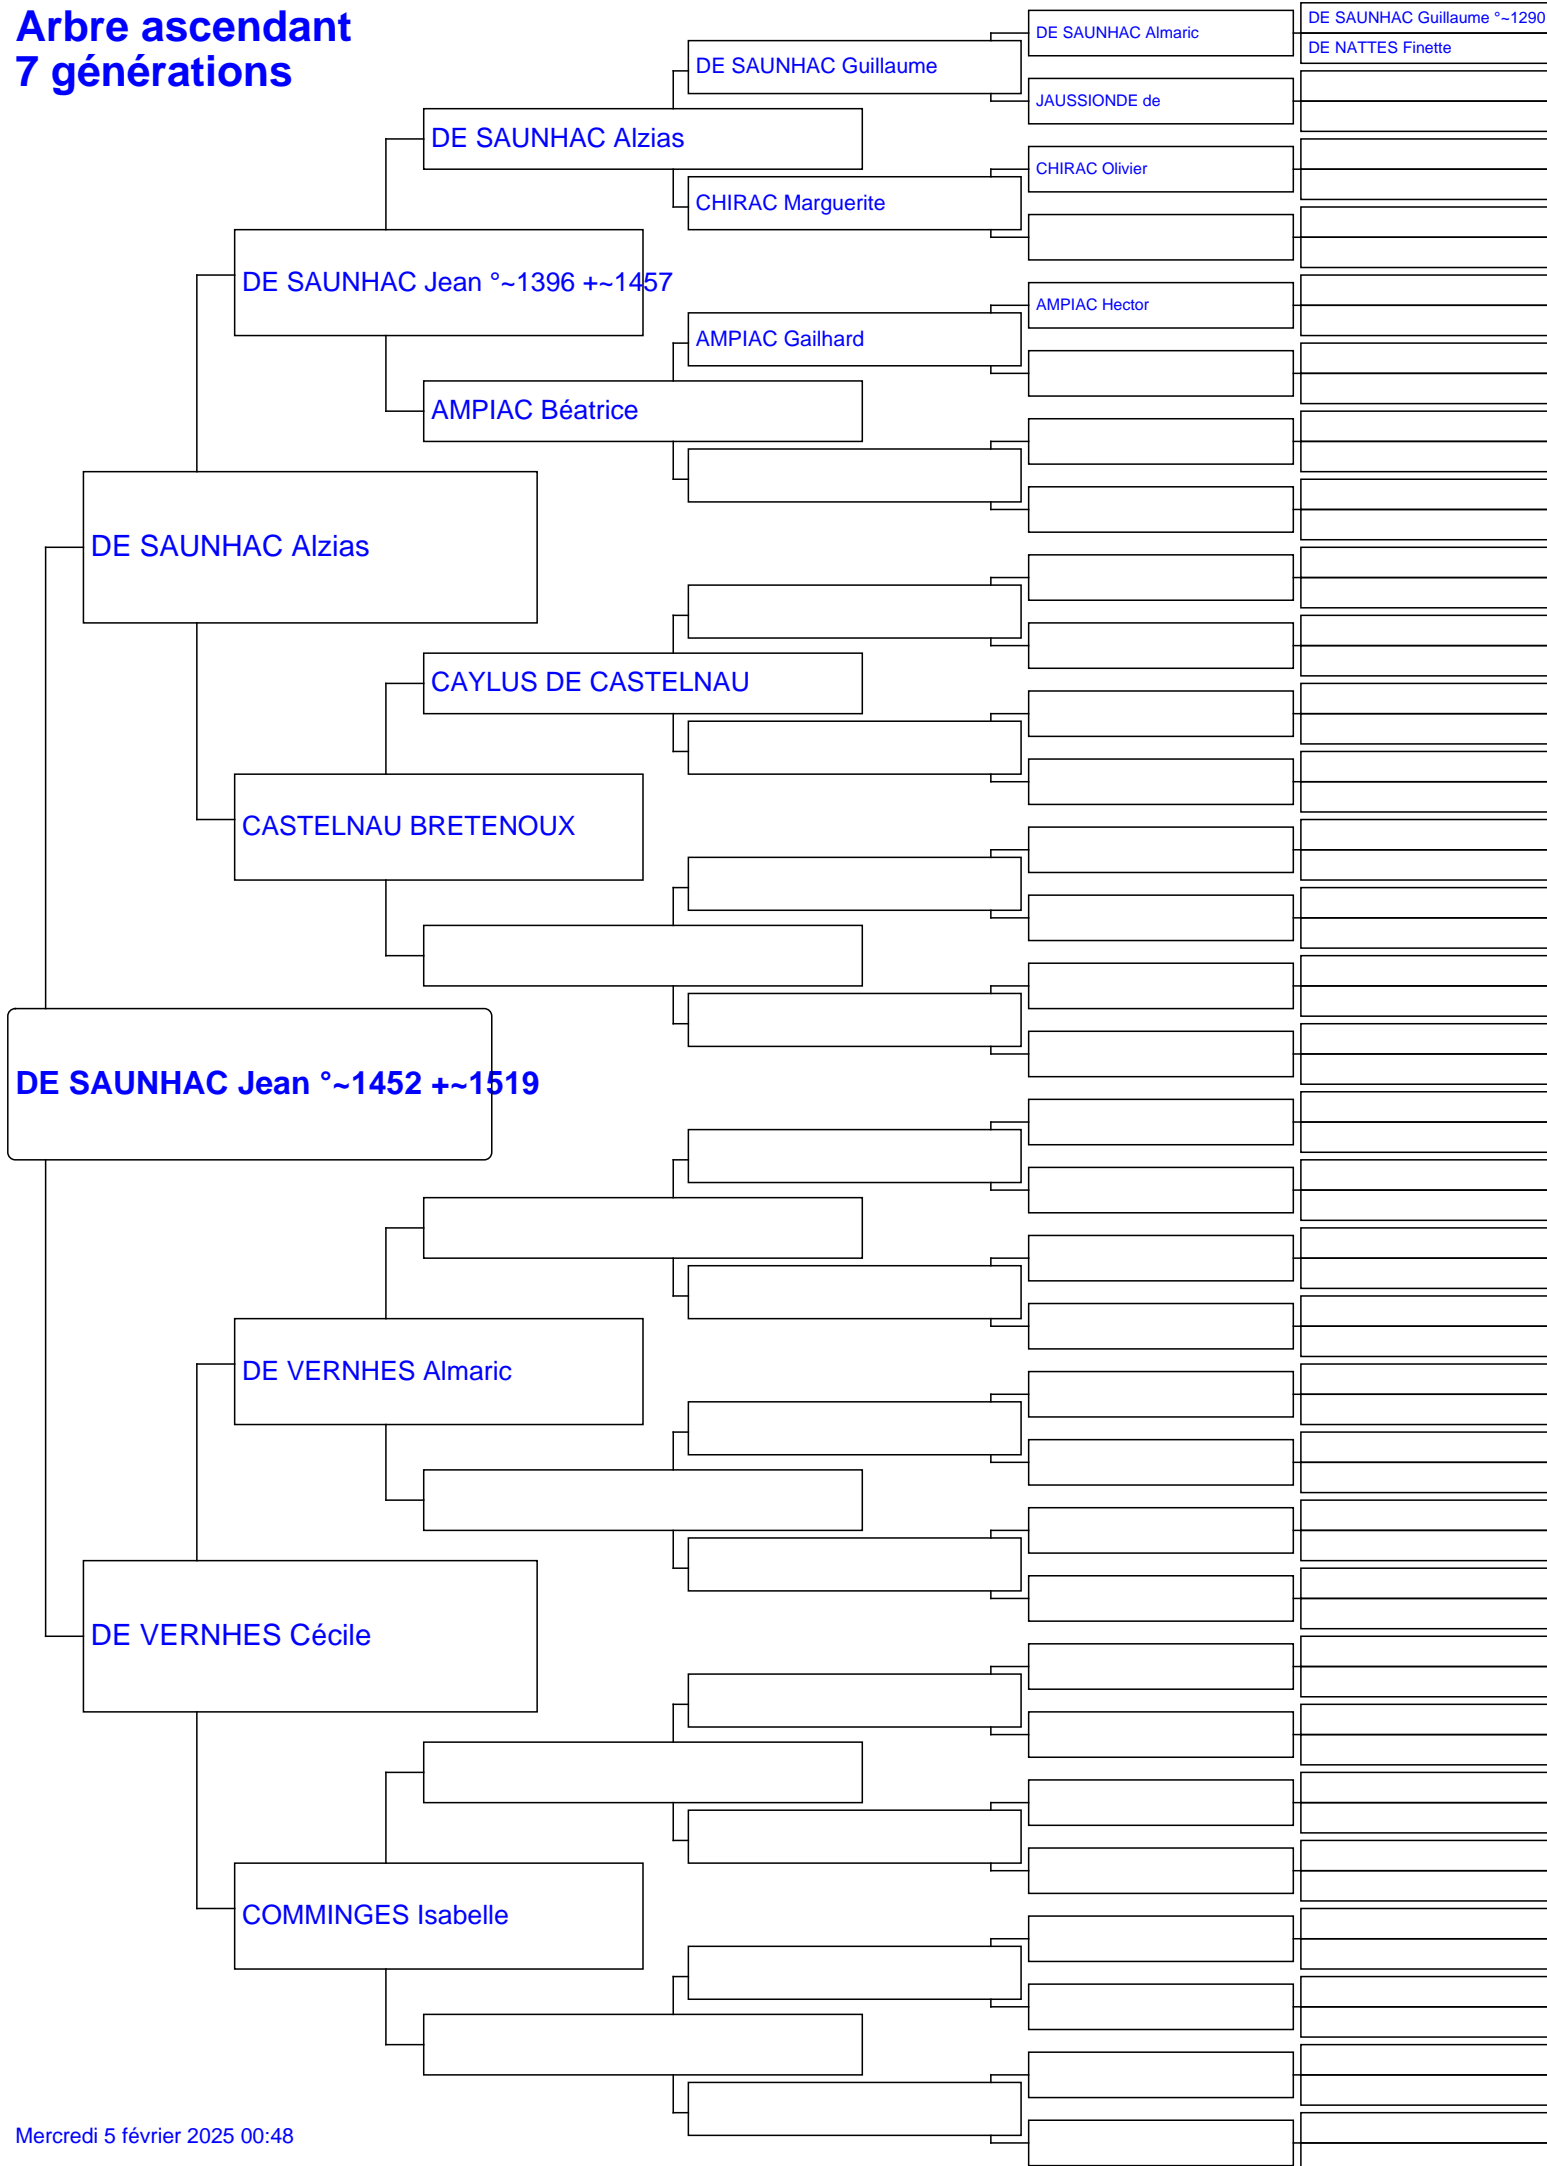 Arbre ascendant
7 générations
DE SAUNHAC Guillaume °~1290
DE NATTES Finette
DE SAUNHAC Almaric
DE SAUNHAC Guillaume
JAUSSIONDE de
DE SAUNHAC Alzias
CHIRAC Olivier
CHIRAC Marguerite
DE SAUNHAC Jean °~1396 +~1457
AMPIAC Hector
AMPIAC Gailhard
AMPIAC Béatrice
DE SAUNHAC Alzias
CAYLUS DE CASTELNAU
CASTELNAU BRETENOUX
DE SAUNHAC Jean °~1452 +~1519
DE VERNHES Almaric
DE VERNHES Cécile
COMMINGES Isabelle
Mercredi 5 février 2025 00:48